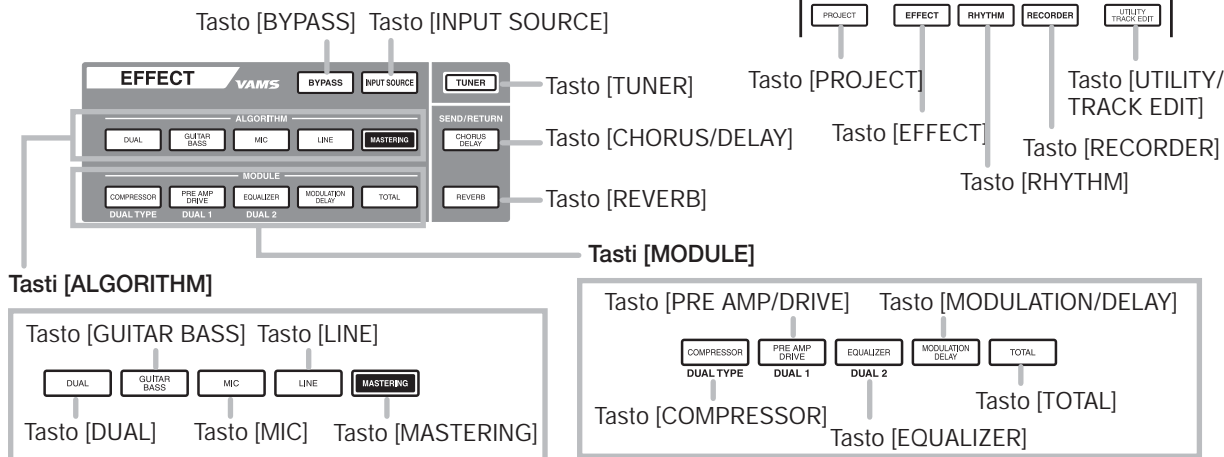 Tasto [BYPASS] Tasto [INPUT SOURCE]
EFFECT VAMS BYPASS INPUT SOURCE TUNER
Tasto [TUNER]
ALGORITHM SEND/RETURN
DUAL GUITAR BASS MIC LINE MASTERING CHORUS DELAY
Tasto [CHORUS/DELAY]
MODULE
COMPRESSOR PRE AMP DRIVE EQUALIZER MODULATION DELAY TOTAL REVERB
DUAL TYPE DUAL 1 DUAL 2
Tasto [REVERB]
PROJECT EFFECT RHYTHM RECORDER UTILITY TRACK EDIT
Tasto [PROJECT] Tasto [UTILITY/
TRACK EDIT]
Tasto [EFFECT]
Tasto [RECORDER]
Tasto [RHYTHM]
Tasti [ALGORITHM]
Tasto [GUITAR BASS] Tasto [LINE]
DUAL GUITAR BASS MIC LINE MASTERING
Tasto [DUAL] Tasto [MIC] Tasto [MASTERING]
Tasti [MODULE]
Tasto [PRE AMP/DRIVE] Tasto [MODULATION/DELAY]
COMPRESSOR PRE AMP DRIVE EQUALIZER MODULATION DELAY TOTAL
DUAL TYPE DUAL 1 DUAL 2
Tasto [COMPRESSOR] Tasto [TOTAL]
Tasto [EQUALIZER]